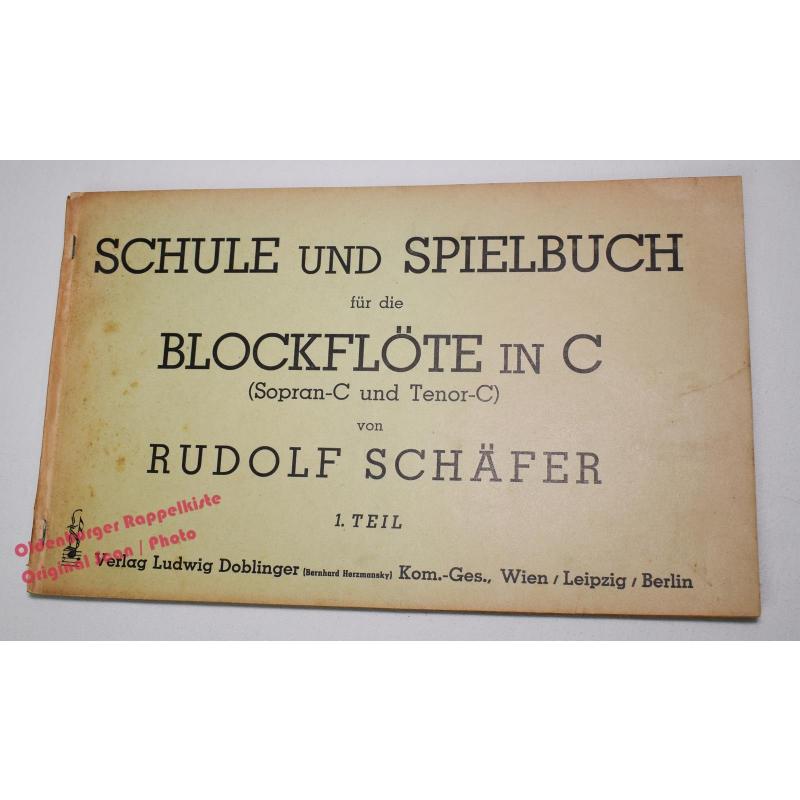 SCHULE UND SPIELBUCH
für die
BLOCKFLÖTE IN C
(Sopran-C und Tenor-C)
von
RUDOLF SCHÄFER
1. TEIL
Verlag Ludwig Doblinger (Bernhard Herzmansky) Kom.-Ges., Wien / Leipzig / Berlin
Oldenburger Rappelkiste
Original Scan / Photo